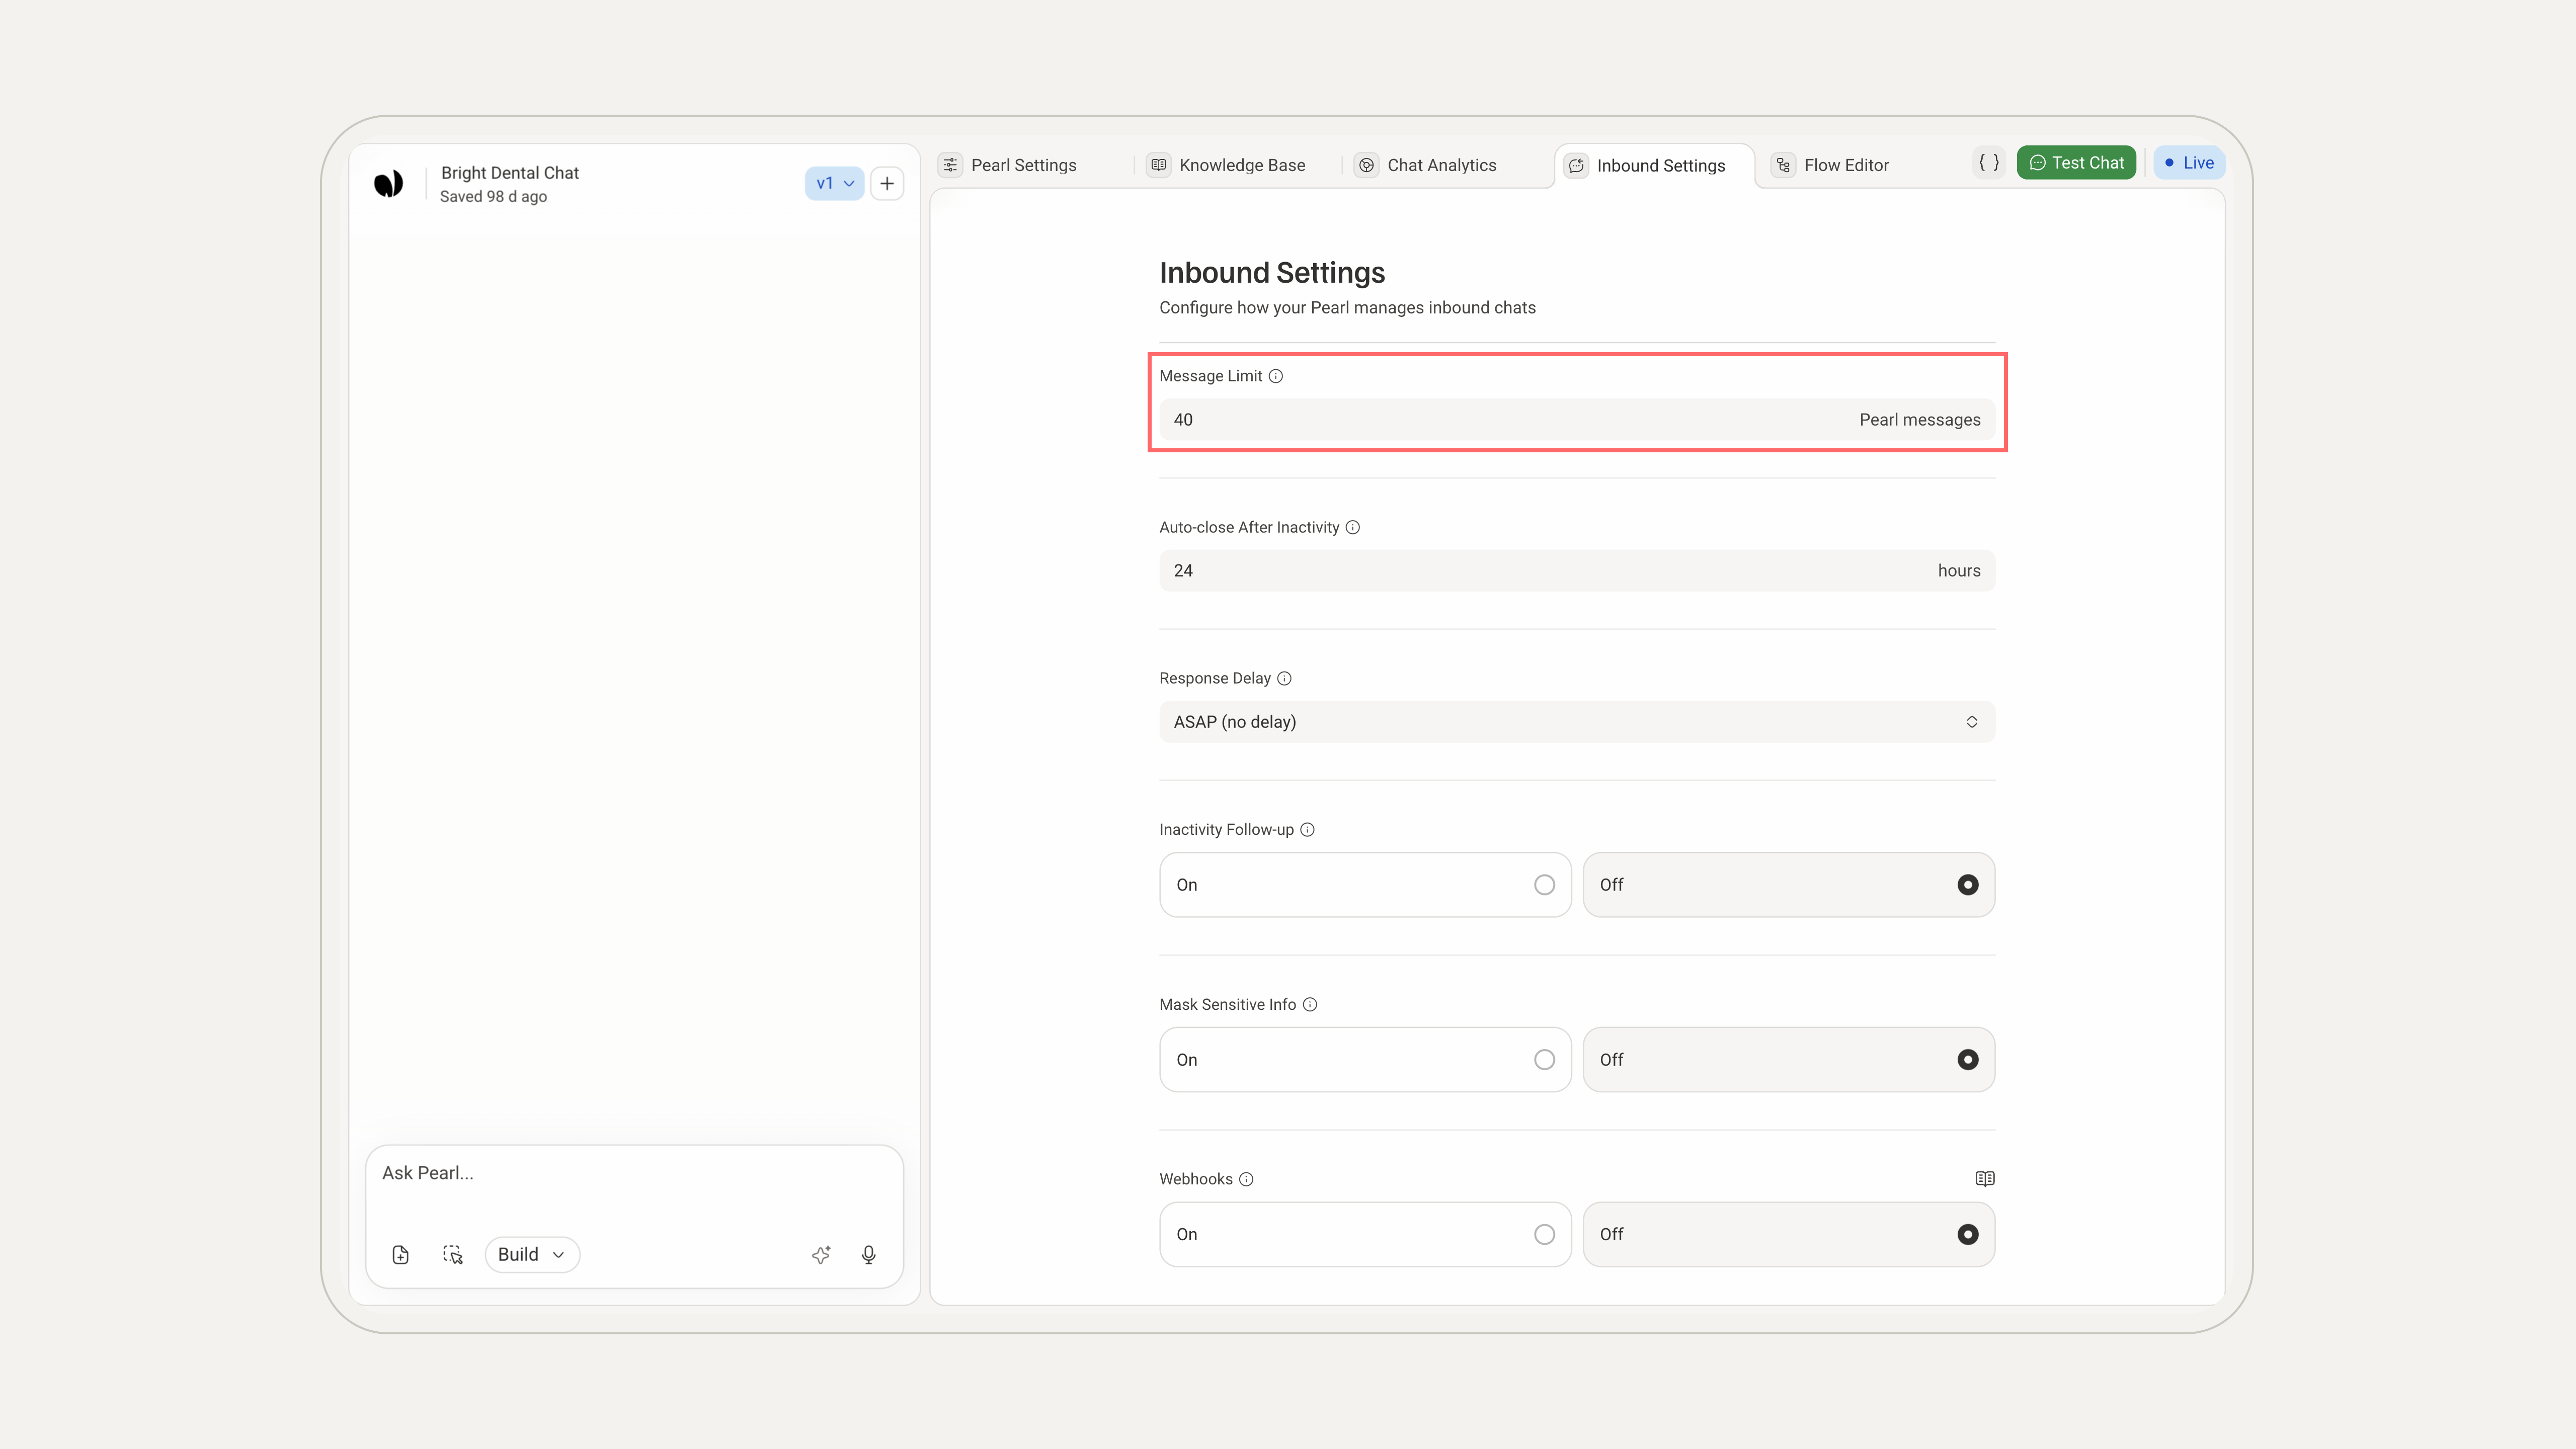 Bright Dental Chat
Saved 98 d ago
v1
Pearl Settings
Knowledge Base
Chat Analytics
Inbound Settings
Flow Editor
{ }
Test Chat
Live
Inbound Settings
Configure how your Pearl manages inbound chats
Message Limit
40 Pearl messages
Auto-close After Inactivity
24 hours
Response Delay
ASAP (no delay)
Inactivity Follow-up
On Off
Mask Sensitive Info
On Off
Webhooks
On Off
Ask Pearl...
Build